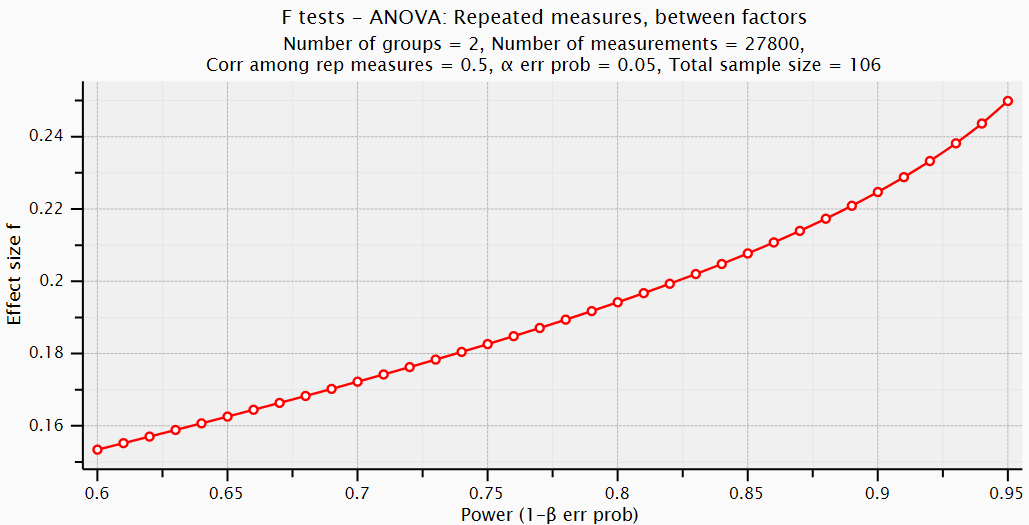 F tests - ANOVA: Repeated measures, between factors
Number of groups = 2, Number of measurements = 27800,
Corr among rep measures = 0.5, α err prob = 0.05, Total sample size = 106
Effect size f
0.24
0.22
0.2
0.18
0.16
0.6 0.65 0.7 0.75 0.8 0.85 0.9 0.95
Power (1-β err prob)